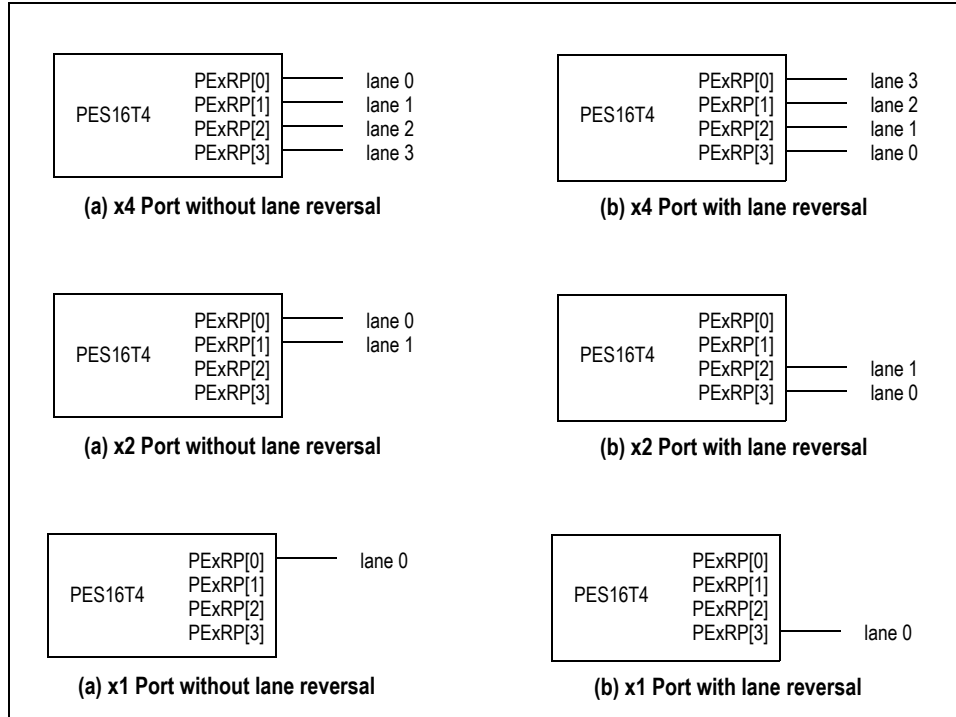 PES16T4
PExRP[0] lane 0
PExRP[1] lane 1
PExRP[2] lane 2
PExRP[3] lane 3
(a) x4 Port without lane reversal
PES16T4
PExRP[0] lane 3
PExRP[1] lane 2
PExRP[2] lane 1
PExRP[3] lane 0
(b) x4 Port with lane reversal
PES16T4
PExRP[0] lane 0
PExRP[1] lane 1
PExRP[2]
PExRP[3]
(a) x2 Port without lane reversal
PES16T4
PExRP[0]
PExRP[1]
PExRP[2] lane 1
PExRP[3] lane 0
(b) x2 Port with lane reversal
PES16T4
PExRP[0] lane 0
PExRP[1]
PExRP[2]
PExRP[3]
(a) x1 Port without lane reversal
PES16T4
PExRP[0]
PExRP[1]
PExRP[2]
PExRP[3] lane 0
(b) x1 Port with lane reversal